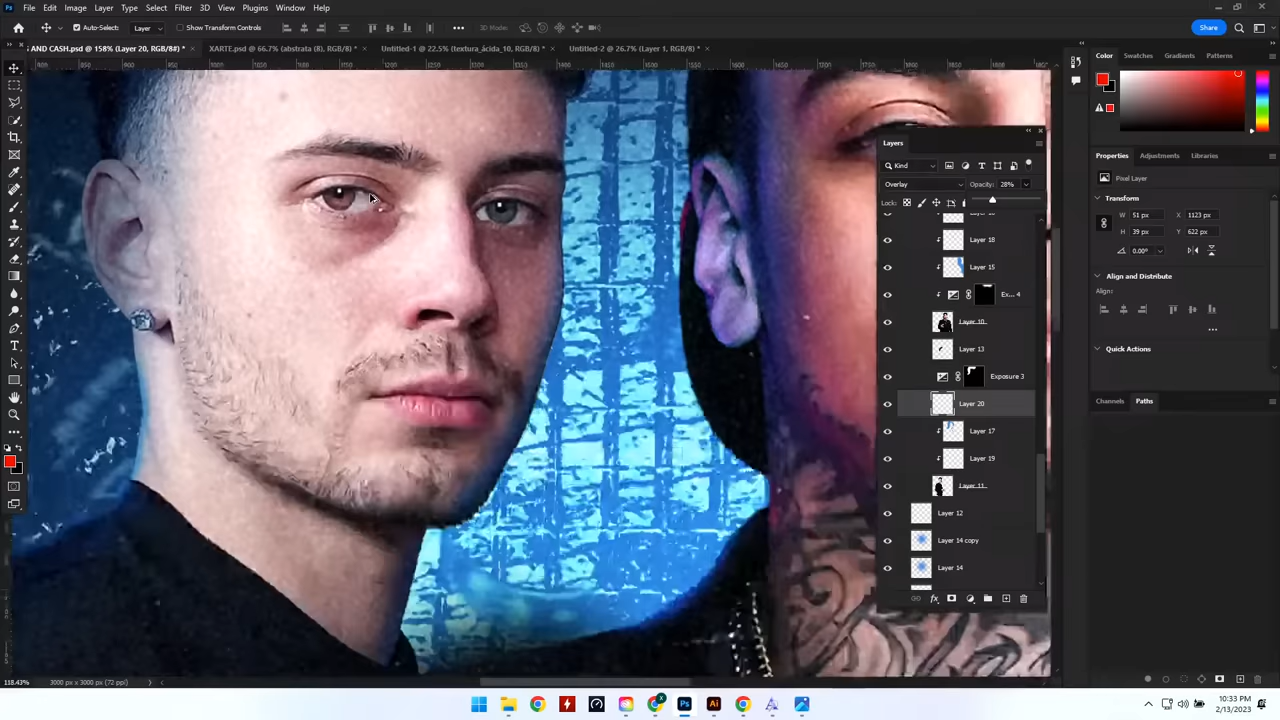 File Edit Image Layer Type Select Filter 3D View Plugins Window Help
Auto-Select: Layer Show Transform Controls 3D Mode: Share
AND CASH.psd @ 158% (Layer 20, RGB/8#) * XARTE.psd @ 66.7% (abstrata (8), RGB/8) * Untitled-1 @ 22.5% (textura_ácida_10, RGB/8#) * Untitled-2 @ 26.7% (Layer 1, RGB/8) *
Color Swatches Gradients Patterns
Layers
Kind
Overlay Opacity: 28%
Lock:
Layer 18
Layer 15
Ex... 4
Layer 10
Layer 13
Exposure 3
Layer 20
Layer 17
Layer 19
Layer 11
Layer 12
Layer 14 copy
Layer 14
Properties Adjustments Libraries
Pixel Layer
Transform
W 51 px X 1123 px
H 39 px Y 622 px
0.00°
Align and Distribute
Align:
Quick Actions
Channels Paths
118.43% 3000 px x 3000 px (72 ppi)
10:33 PM
2/13/2023